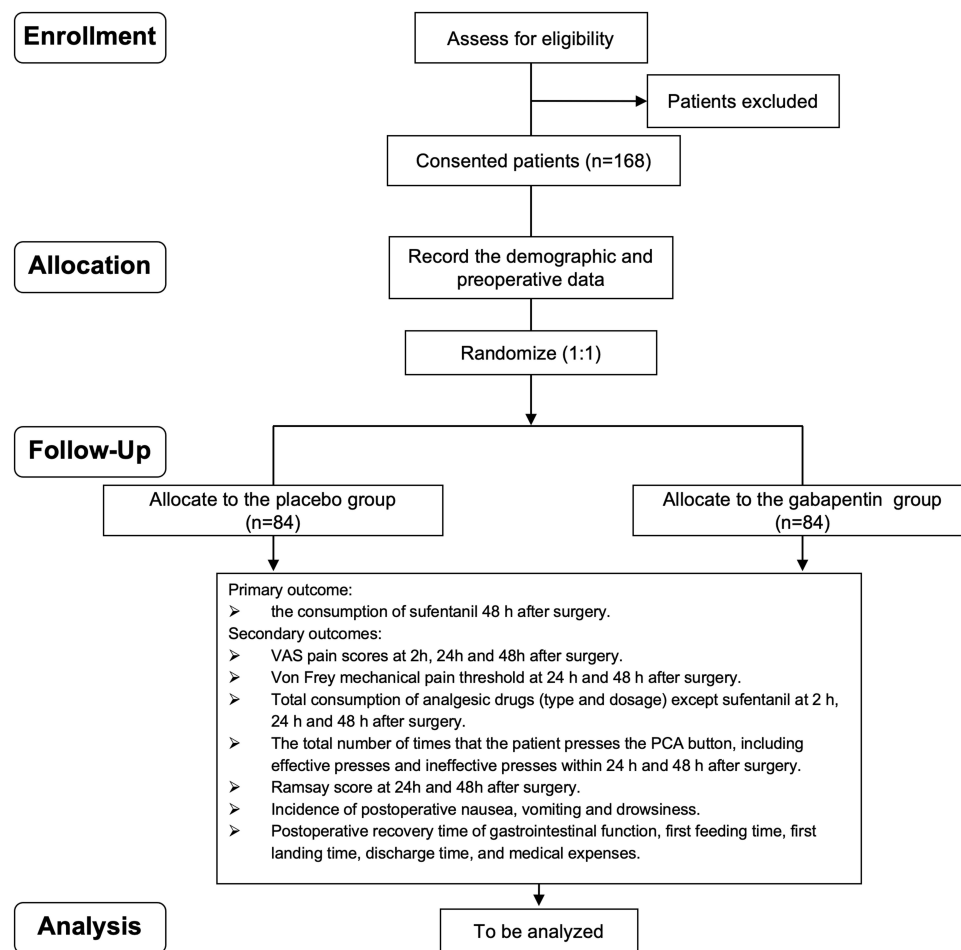 Enrollment
Assess for eligibility
Patients excluded
Consented patients (n=168)
Allocation
Record the demographic and
preoperative data
Randomize (1:1)
Follow-Up
Allocate to the placebo group
(n=84)
Allocate to the gabapentin group
(n=84)
Primary outcome:
➢ the consumption of sufentanil 48 h after surgery.
Secondary outcomes:
➢ VAS pain scores at 2h, 24h and 48h after surgery.
➢ Von Frey mechanical pain threshold at 24 h and 48 h after surgery.
➢ Total consumption of analgesic drugs (type and dosage) except sufentanil at 2 h,
24 h and 48 h after surgery.
➢ The total number of times that the patient presses the PCA button, including
effective presses and ineffective presses within 24 h and 48 h after surgery.
➢ Ramsay score at 24h and 48h after surgery.
➢ Incidence of postoperative nausea, vomiting and drowsiness.
➢ Postoperative recovery time of gastrointestinal function, first feeding time, first
landing time, discharge time, and medical expenses.
Analysis
To be analyzed